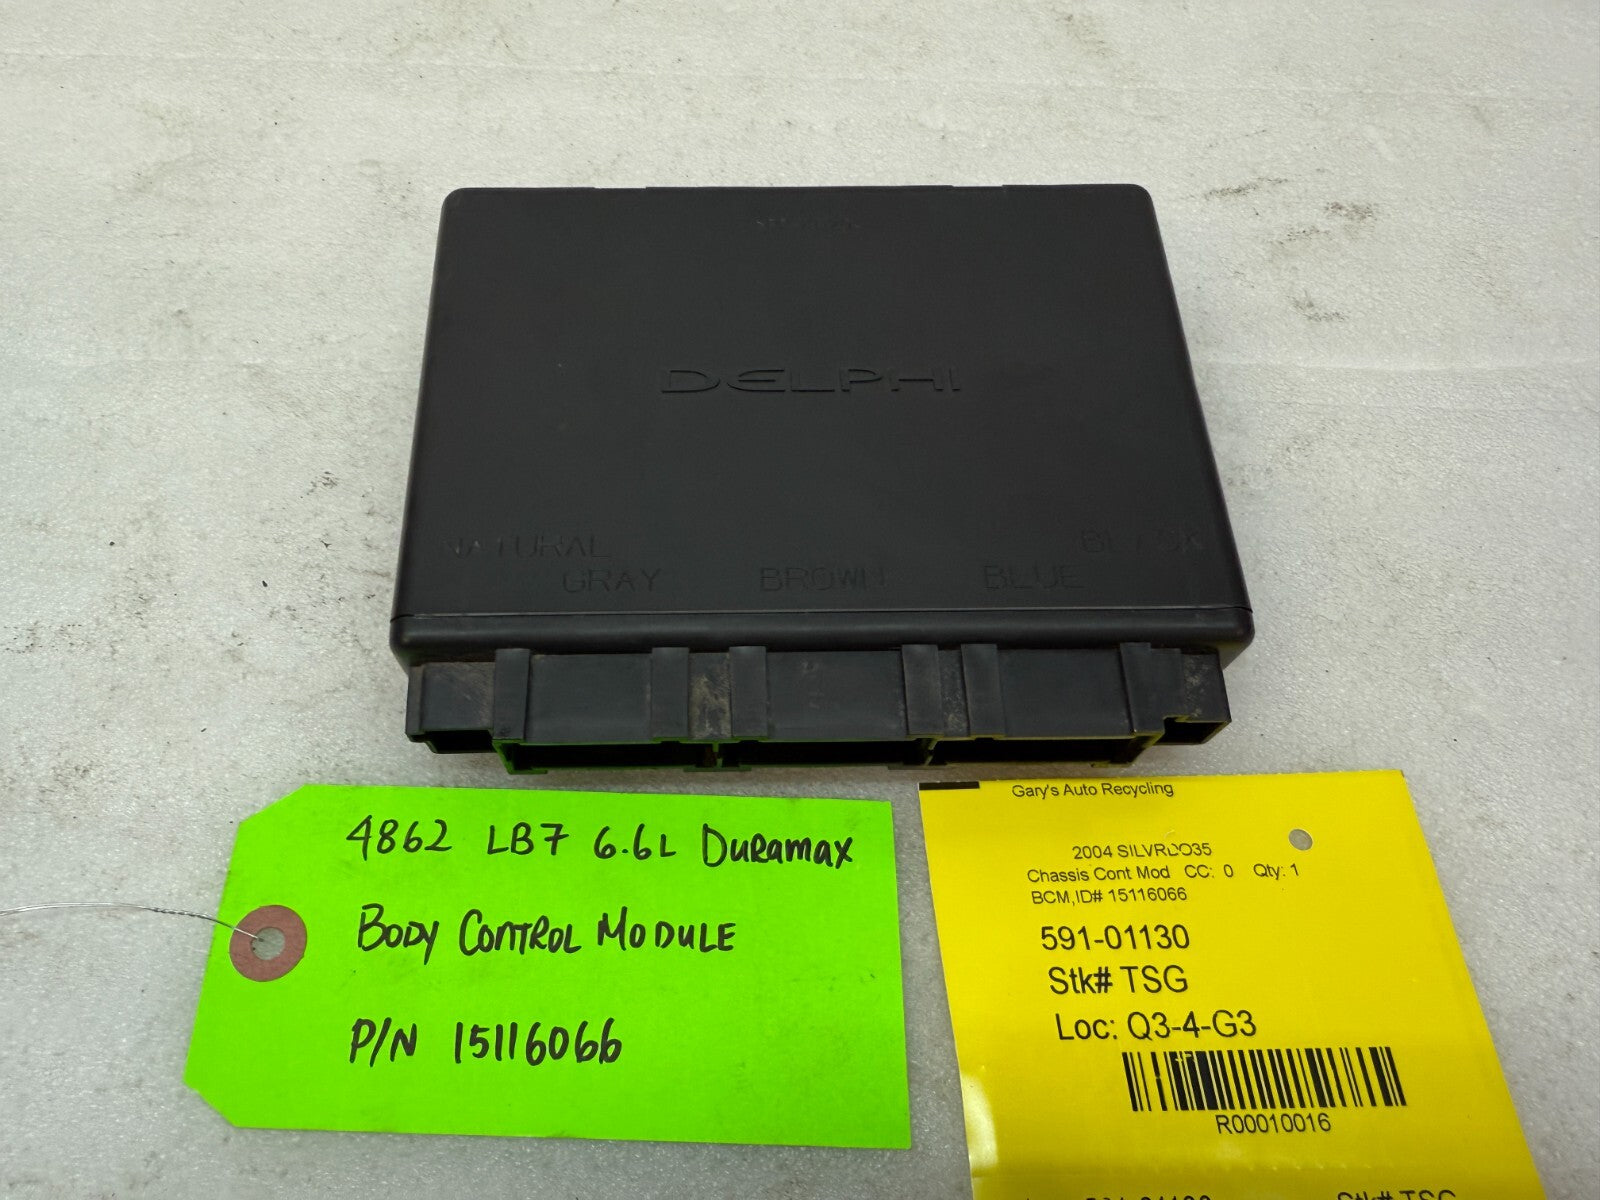 DELPHI
NATURAL
BLACK
GRAY BROWN BLUE
4862 LB7 6.6L DURAMAX
BODY CONTROL MODULE
P/N 15116066
Gary's Auto Recycling
2004 SILVRDO35
Chassis Cont Mod CC: 0 Qty: 1
BCM,ID# 15116066
591-01130
Stk# TSG
Loc: Q3-4-G3
R00010016